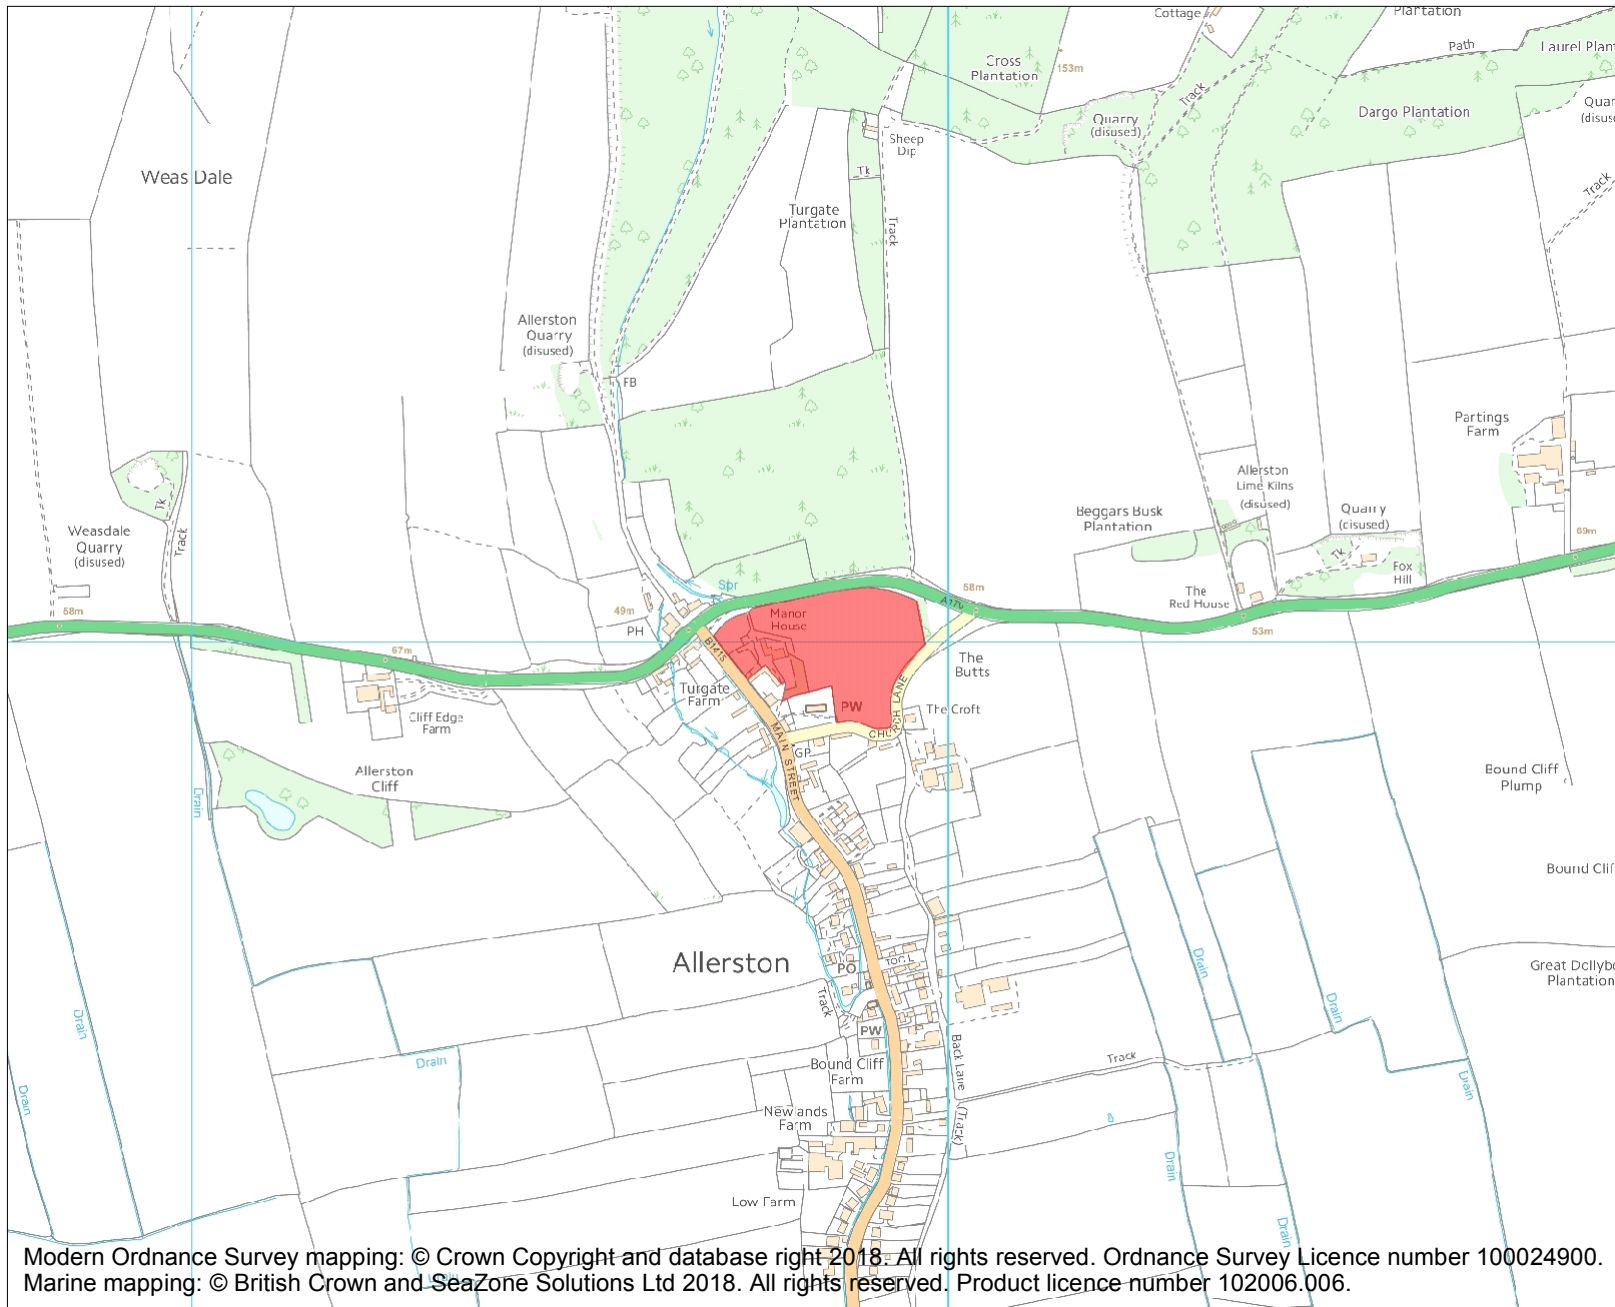 Cottage
Plantation
Path
Laurel Plant
Cross
Plantation
153m
Track
Quarry
(disused)
Dargo Plantation
Quar
(disus
Sheep
Dip
Weas Dale
Tk
Track
Turgate
Plantation
Track
Allerston
Quarry
(disused)
FB
Partings
Farm
Allerston
Lime Kilns
(disused)
Tk
Track
Weasdale
Quarry
(disused)
Beggars Busk
Plantation
Quarry
(disused)
Tk
69m
Fox
Hill
Spr
58m
The
Red House
58m
49m
A170
Manor
House
PH
53m
67m
B1415
The
Butts
Turgate
Farm
PW
CHURCH LANE
The Croft
Cliff Edge
Farm
MAIN STREET
GP
Allerston
Cliff
Bound Cliff
Plump
Drain
Bound Clif
Allerston
PO
Drain
Great Dollybo
Plantation
Track
Drain
Drain
PW
Drain
Back Lane
(Track)
Track
Bound Cliff
Farm
Drain
Drain
Newlands
Farm
Drain
Low Farm
Drain
Modern Ordnance Survey mapping: © Crown Copyright and database right 2018. All rights reserved. Ordnance Survey Licence number 100024900.
Marine mapping: © British Crown and SeaZone Solutions Ltd 2018. All rights reserved. Product licence number 102006.006.